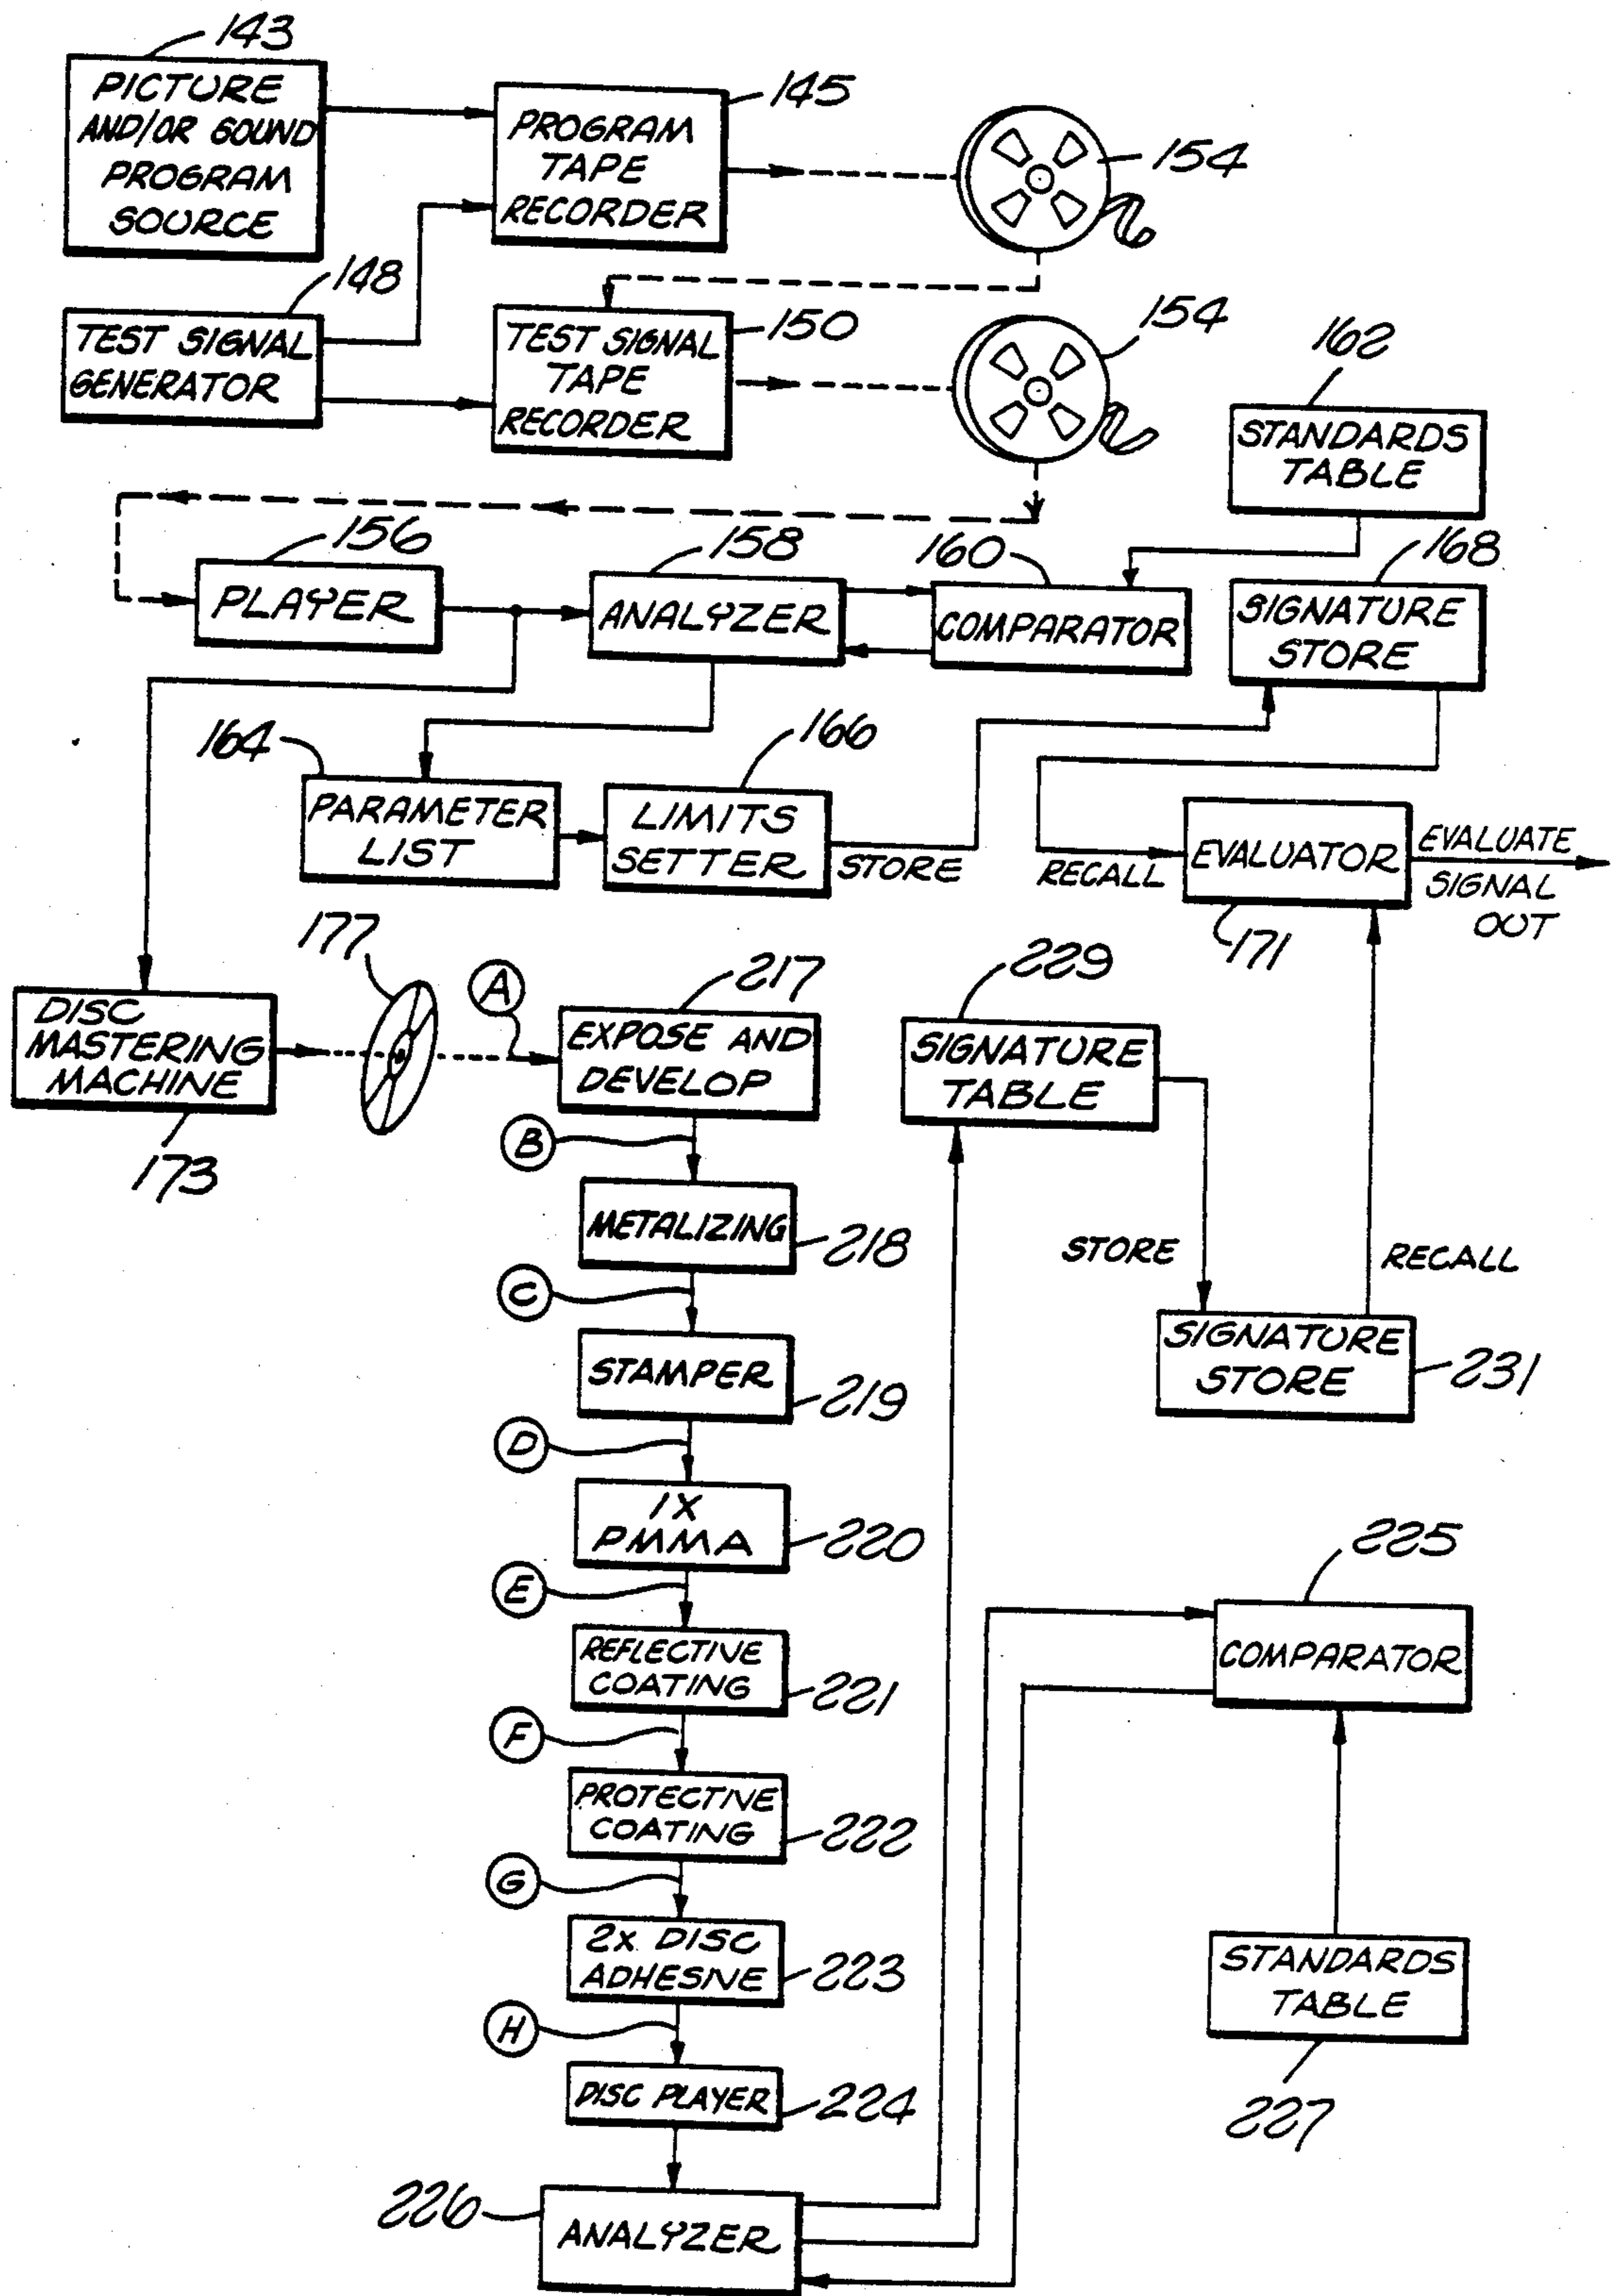 143
PICTURE
AND/OR SOUND
PROGRAM
SOURCE
145
PROGRAM
TAPE
RECORDER
154
148
TEST SIGNAL
GENERATOR
150
TEST SIGNAL
TAPE
RECORDER
154
162
STANDARDS
TABLE
156
PLAYER
158
ANALYZER
160
COMPARATOR
168
SIGNATURE
STORE
164
PARAMETER
LIST
166
LIMITS
SETTER
STORE
RECALL
EVALUATOR
171
EVALUATE
SIGNAL
OUT
DISC
MASTERING
MACHINE
173
177
A
217
EXPOSE AND
DEVELOP
229
SIGNATURE
TABLE
B
METALIZING
218
STORE
RECALL
C
STAMPER
219
SIGNATURE
STORE
231
D
1X
PMMA
220
E
REFLECTIVE
COATING
221
225
COMPARATOR
F
PROTECTIVE
COATING
222
G
2X DISC
ADHESIVE
223
STANDARDS
TABLE
227
H
DISC PLAYER
224
226
ANALYZER